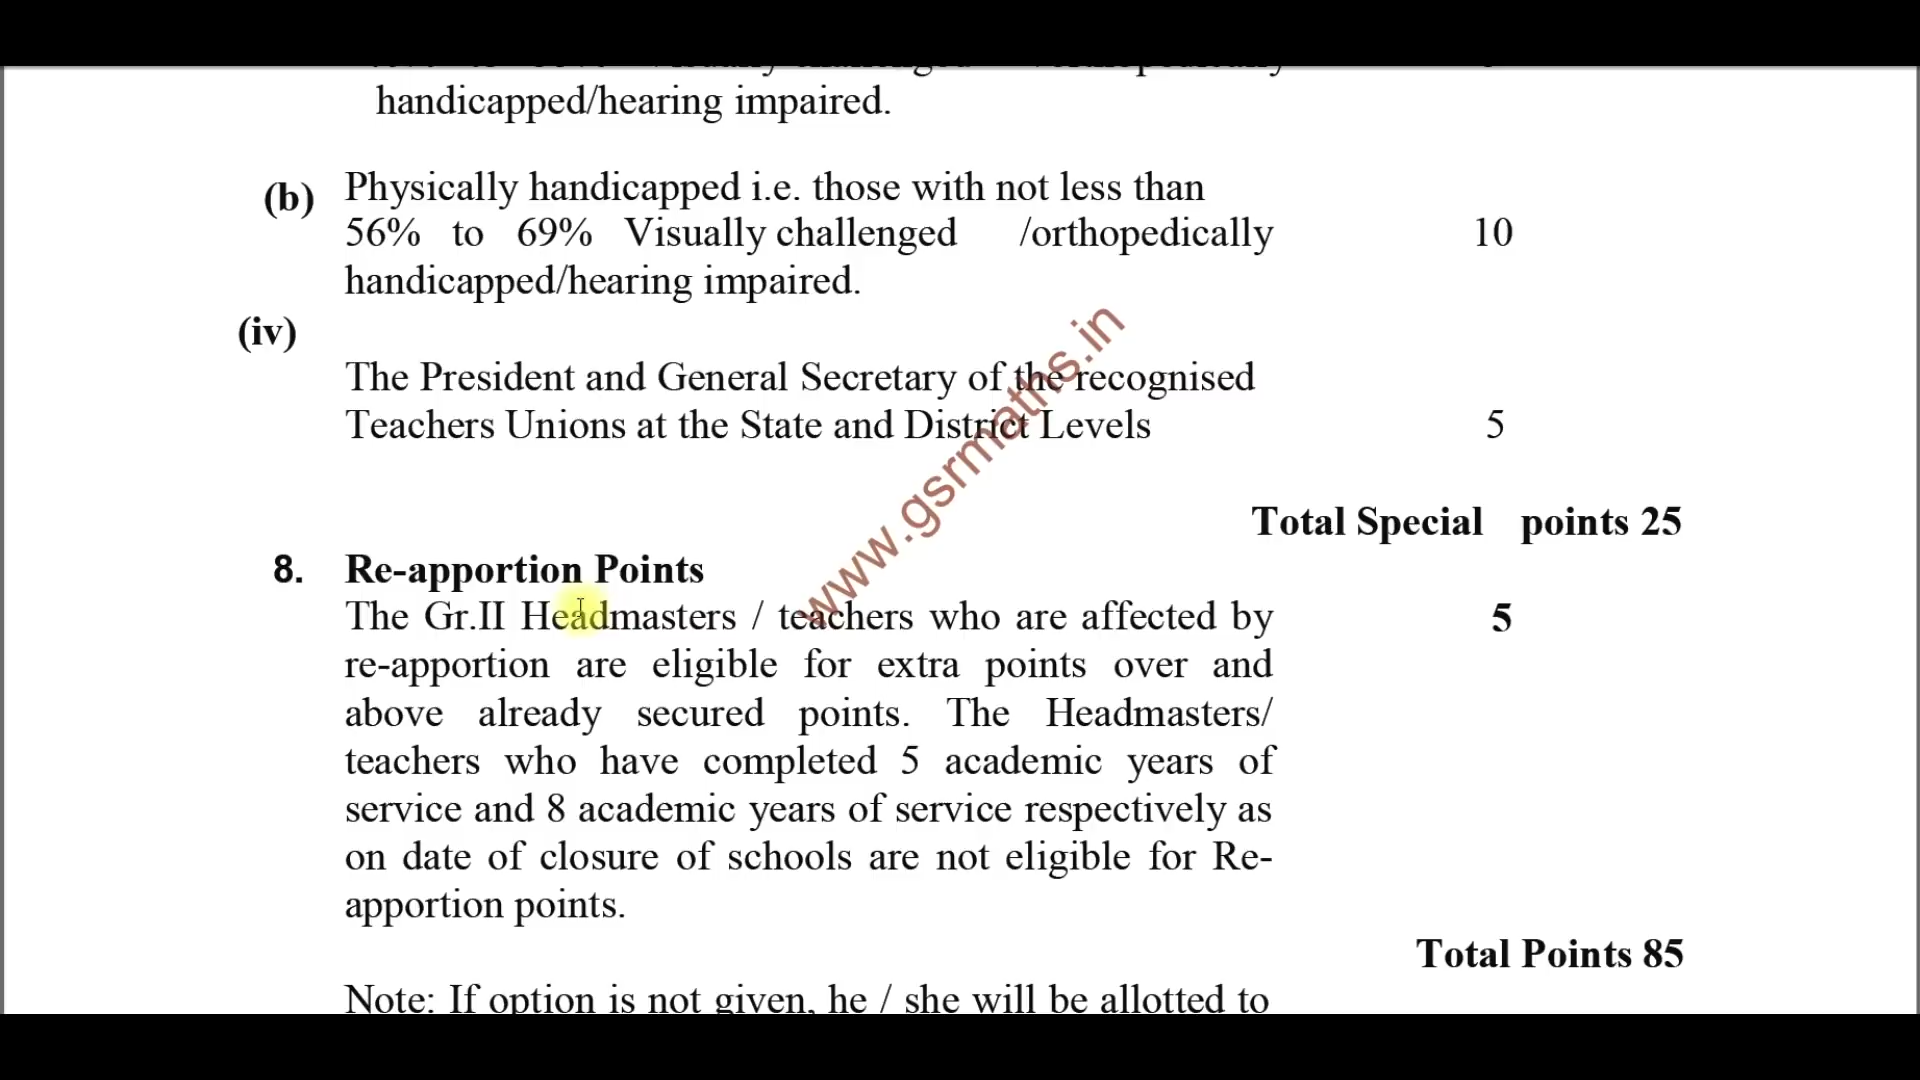 handicapped/hearing impaired.
(b) Physically handicapped i.e. those with not less than
56% to 69% Visually challenged /orthopedically 10
handicapped/hearing impaired.
(iv)
The President and General Secretary of the recognised
Teachers Unions at the State and District Levels 5
www.gsrmaths.in
Total Special points 25
8. Re-apportion Points
The Gr.II Headmasters / teachers who are affected by 5
re-apportion are eligible for extra points over and
above already secured points. The Headmasters/
teachers who have completed 5 academic years of
service and 8 academic years of service respectively as
on date of closure of schools are not eligible for Re-
apportion points.
Total Points 85
Note: If option is not given, he / she will be allotted to